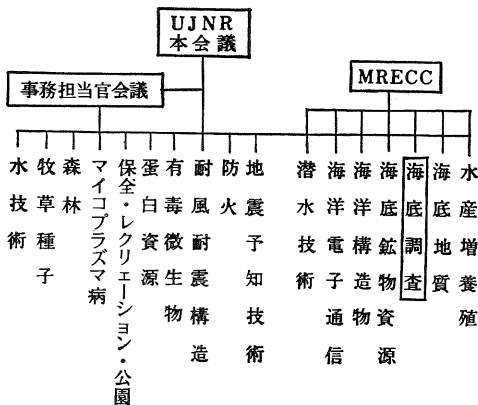 UJNR
本会議
事務担当官会議
MRECC
水技術
牧草種子
森林
マイコプラズマ病
保全・レクリェーション・公園
蛋白資源
有毒微生物
耐風耐震構造
防火
地震予知技術
潜水技術
海洋電子通信
海洋構造物
海底鉱物資源
海底調査
海底地質
水産増養殖